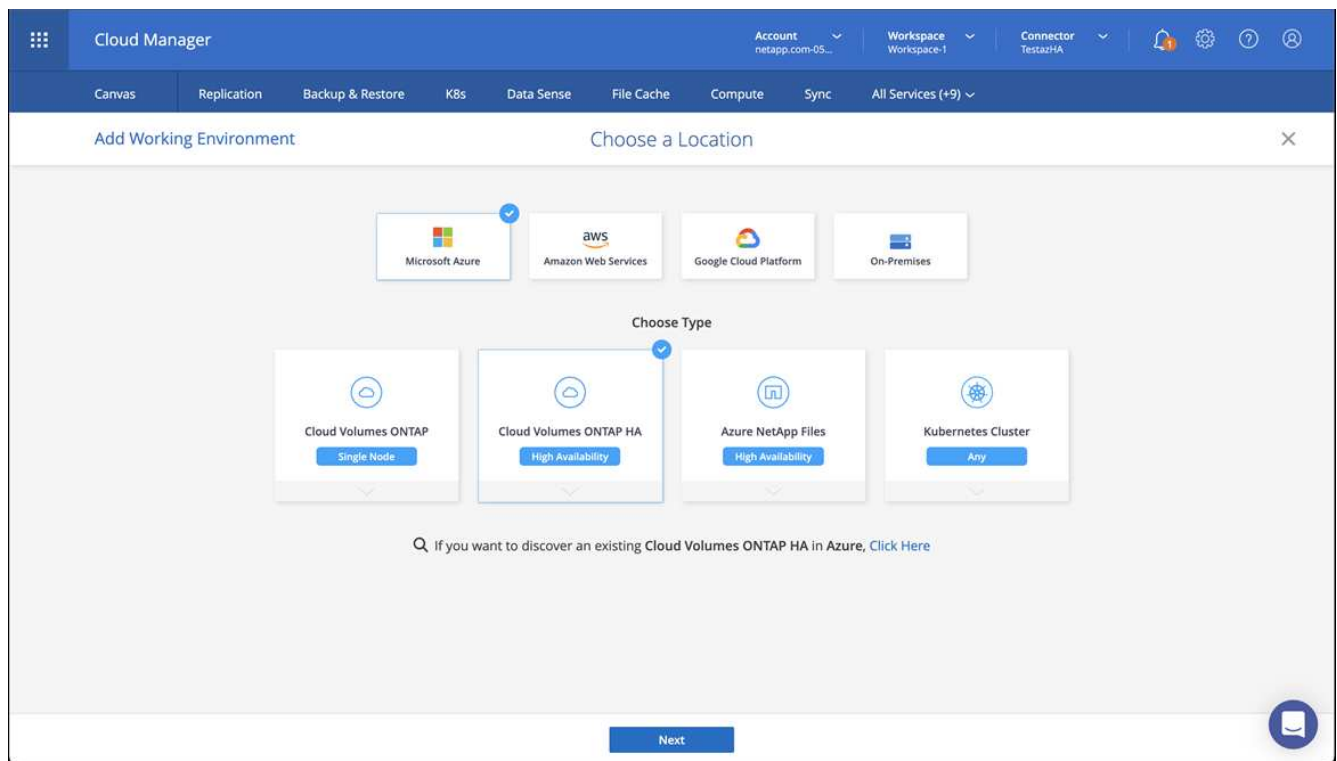 Cloud Manager
Account
netapp.com-05...
Workspace
Workspace-1
Connector
TestazHA
1
Canvas
Replication
Backup & Restore
K8s
Data Sense
File Cache
Compute
Sync
All Services (+9)
Add Working Environment
Choose a Location
Microsoft Azure
aws
Amazon Web Services
Google Cloud Platform
On-Premises
Choose Type
Cloud Volumes ONTAP
Single Node
Cloud Volumes ONTAP HA
High Availability
Azure NetApp Files
High Availability
Kubernetes Cluster
Any
If you want to discover an existing Cloud Volumes ONTAP HA in Azure, Click Here
Next